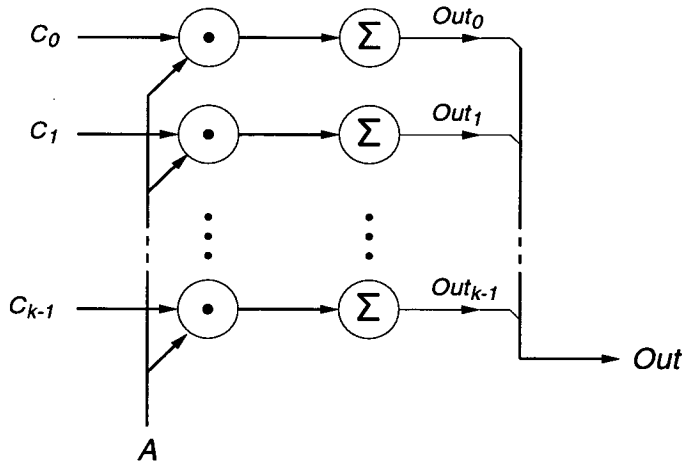 C0 Σ Out0
C1 Σ Out1
Ck-1 Σ Outk-1
Out
A